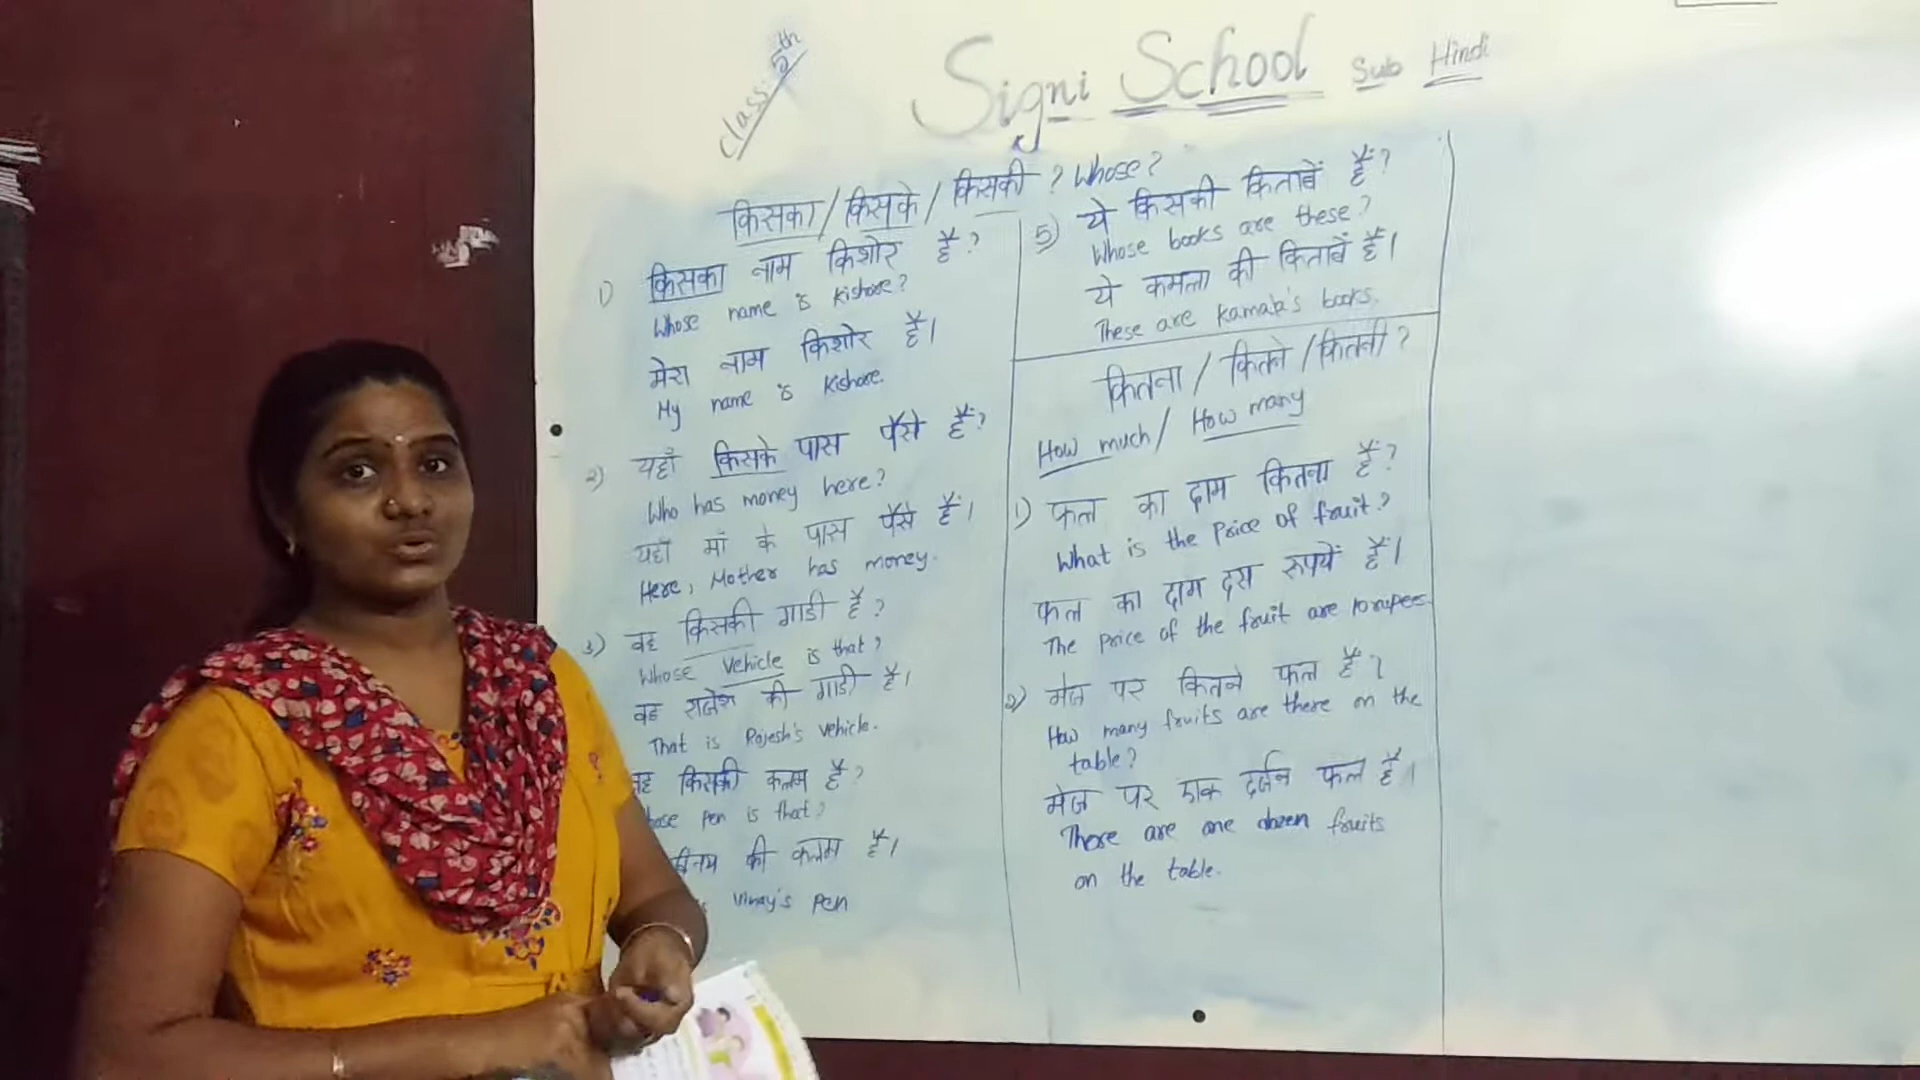 Class: 5th
Signi School Sub Hindi
किसका / किसके / किसकी ? Whose?
1) किसका नाम किशोर है?
Whose name is Kishore?
मेरा नाम किशोर है।
My name is Kishore.
2) यहाँ किसके पास पैसे हैं?
Who has money here?
यहाँ मां के पास पैसे हैं।
Here, Mother has money.
3) वह किसकी गाडी है?
Whose Vehicle is that?
वह राजेश की गाडी है।
That is Rajesh's vehicle.
वह किसकी कलम है?
pen is that?
की कलम है।
Vinay's Pen
5) ये किसकी किताबें हैं?
Whose books are these?
ये कमला की किताबें हैं।
These are Kamala's books.
कितना / कितने / कितनी ?
How much / How many
1) फल का दाम कितना है?
What is the Price of fruit?
फल का दाम दस रूपयें हैं।
The price of the fruit are 10 rupees.
2) मेज पर कितने फल हैं?
How many fruits are there on the
table?
मेज पर एक दर्जन फल हैं।
There are one dozen fruits
on the table.